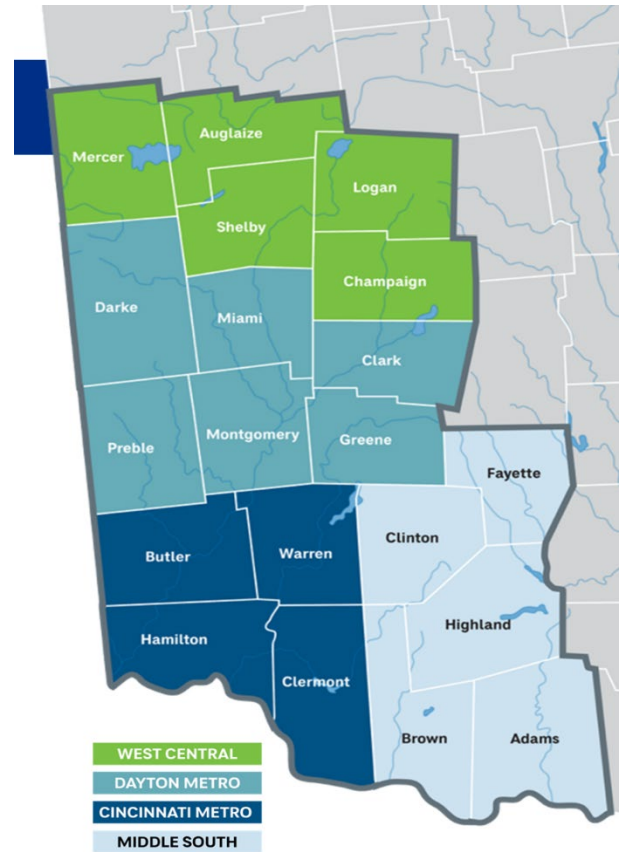 Auglaize
Mercer
Logan
Shelby
Champaign
Darke
Miami
Clark
Montgomery
Greene
Preble
Fayette
Clinton
Warren
Butler
Highland
Hamilton
Clermont
Brown
Adams
WEST CENTRAL
DAYTON METRO
CINCINNATI METRO
MIDDLE SOUTH